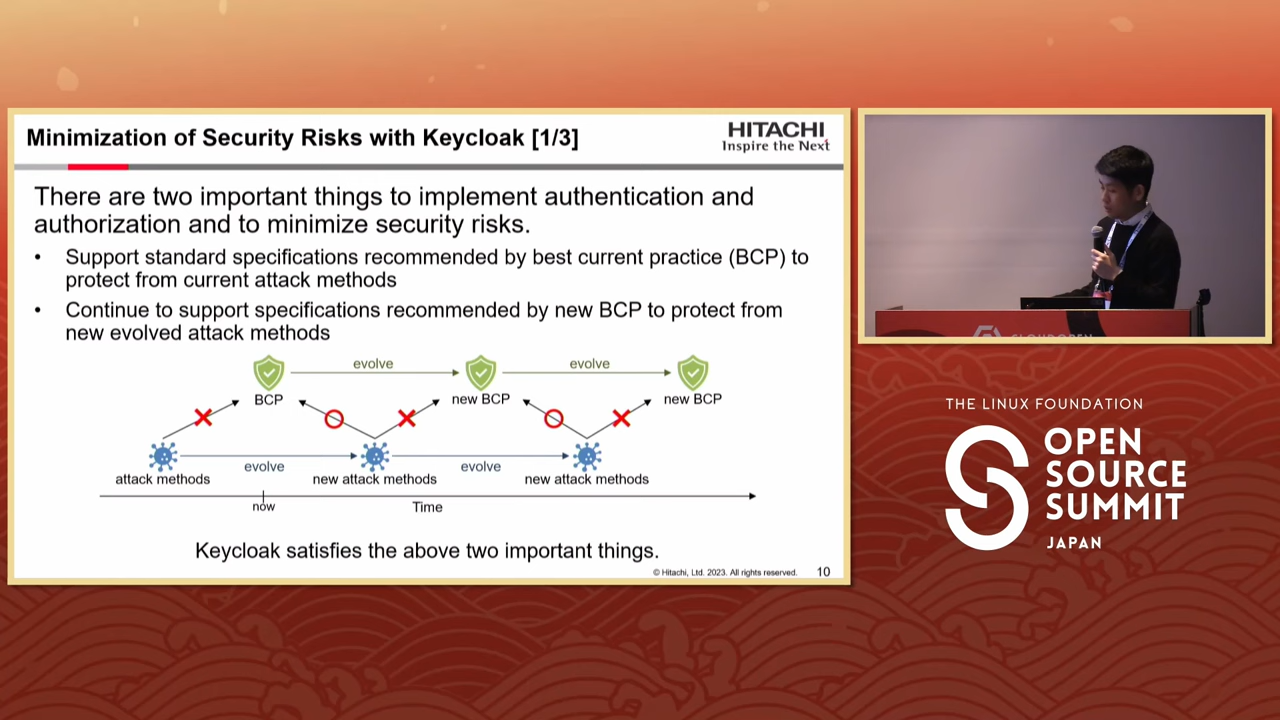 Minimization of Security Risks with Keycloak [1/3]
HITACHI
Inspire the Next
There are two important things to implement authentication and
authorization and to minimize security risks.
• Support standard specifications recommended by best current practice (BCP) to
protect from current attack methods
• Continue to support specifications recommended by new BCP to protect from
new evolved attack methods
evolve
evolve
BCP
new BCP
new BCP
evolve
evolve
attack methods
new attack methods
new attack methods
now
Time
Keycloak satisfies the above two important things.
© Hitachi, Ltd. 2023. All rights reserved.
10
CLOUDOPEN
THE LINUX FOUNDATION
OPEN
SOURCE
SUMMIT
JAPAN